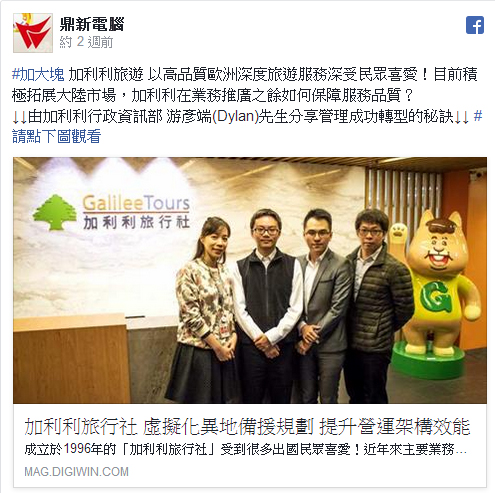 鼎新電腦
約 2 週前
#加大塊 加利利旅遊 以高品質歐洲深度旅遊服務深受民眾喜愛！目前積
極拓展大陸市場，加利利在業務推廣之餘如何保障服務品質？
↓↓由加利利行政資訊部 游彥端(Dylan)先生分享管理成功轉型的秘訣↓↓ #
請點下圖觀看
GalileeTours
加利利旅行社
G
加利利旅行社 虛擬化異地備援規劃 提升營運架構效能
成立於1996年的「加利利旅行社」受到很多出國民眾喜愛！近年來主要業務...
MAG.DIGIWIN.COM